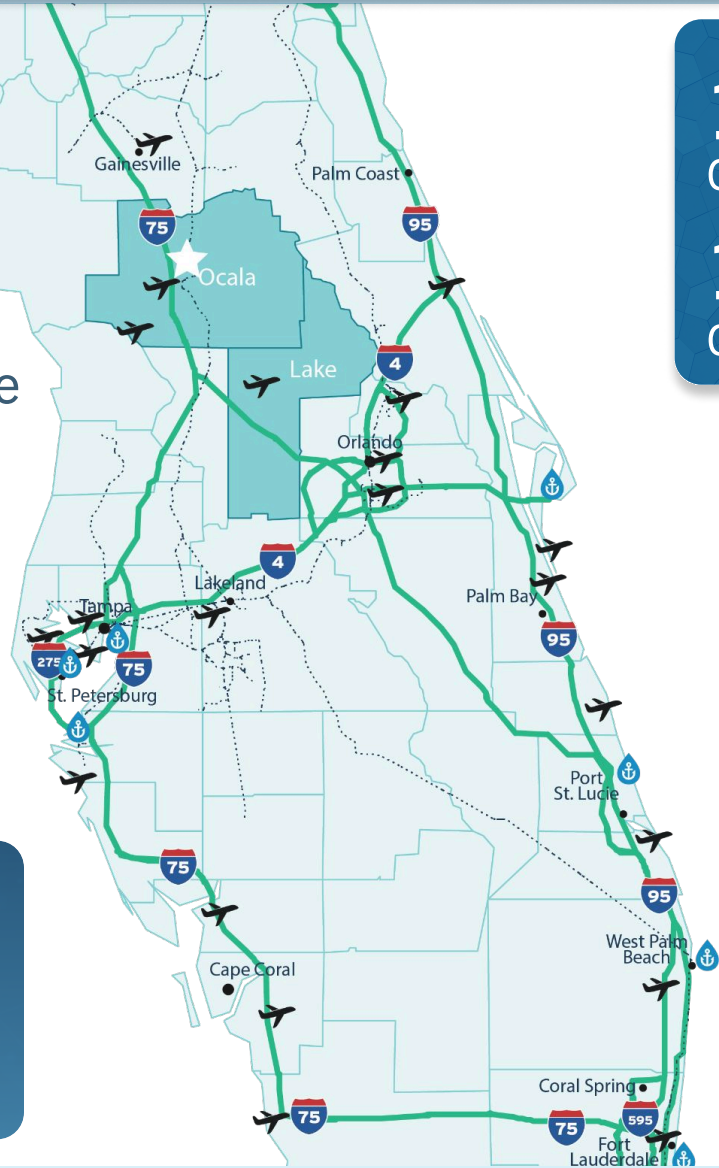 Gainesville
Palm Coast
75
95
Ocala
4
Lake
e
Orlando
4
Lakeland
Palm Bay
Tampa
95
275
75
St. Petersburg
Port
St. Lucie
75
95
West Palm
Beach
Cape Coral
Coral Spring
75
75
595
Fort
Lauderdale